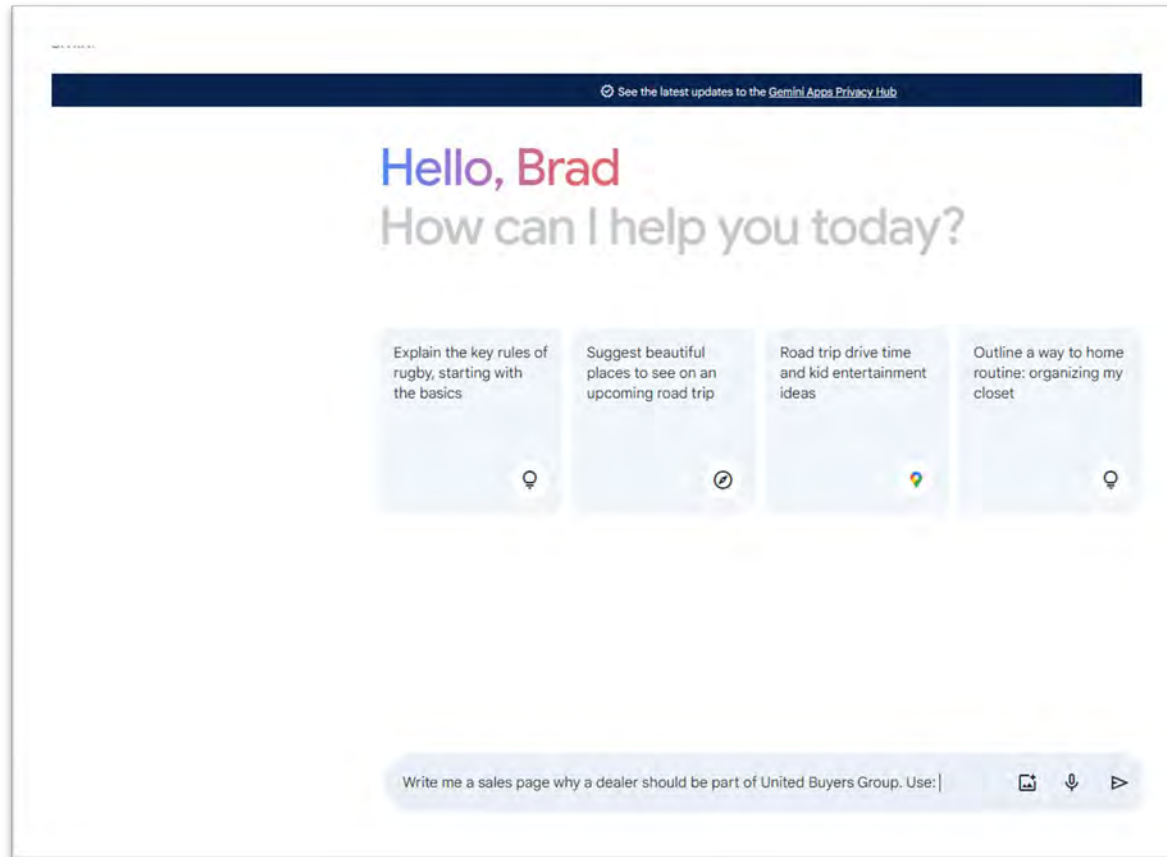 See the latest updates to the Gemini Apps Privacy Hub
Hello, Brad
How can I help you today?
Explain the key rules of
rugby, starting with
the basics
Suggest beautiful
places to see on an
upcoming road trip
Road trip drive time
and kid entertainment
ideas
Outline a way to home
routine: organizing my
closet
Write me a sales page why a dealer should be part of United Buyers Group. Use: